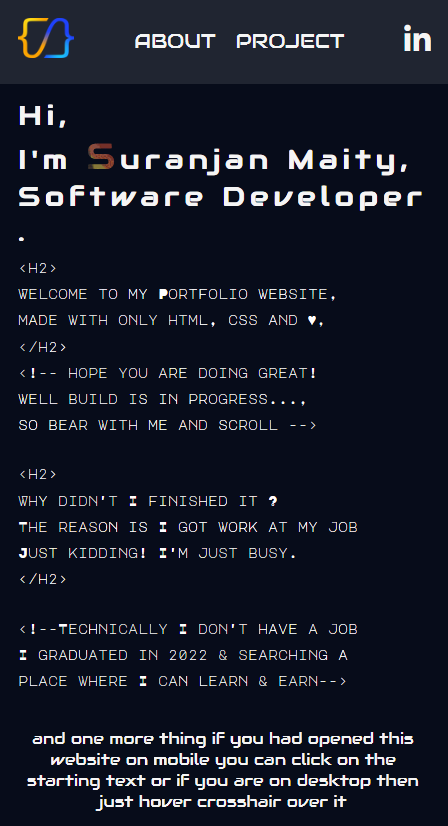 ABOUT PROJECT in
Hi,
I'm Suranjan Maity,
Software Developer
.
<H2>
WELCOME TO MY PORTFOLIO WEBSITE,
MADE WITH ONLY HTML, CSS AND ♥,
</H2>
<!-- HOPE YOU ARE DOING GREAT!
WELL BUILD IS IN PROGRESS...,
SO BEAR WITH ME AND SCROLL -->
<H2>
WHY DIDN'T I FINISHED IT ?
THE REASON IS I GOT WORK AT MY JOB
JUST KIDDING! I'M JUST BUSY.
</H2>
<!--TECHNICALLY I DON'T HAVE A JOB
I GRADUATED IN 2022 & SEARCHING A
PLACE WHERE I CAN LEARN & EARN-->
and one more thing if you had opened this
website on mobile you can click on the
starting text or if you are on desktop then
just hover crosshair over it